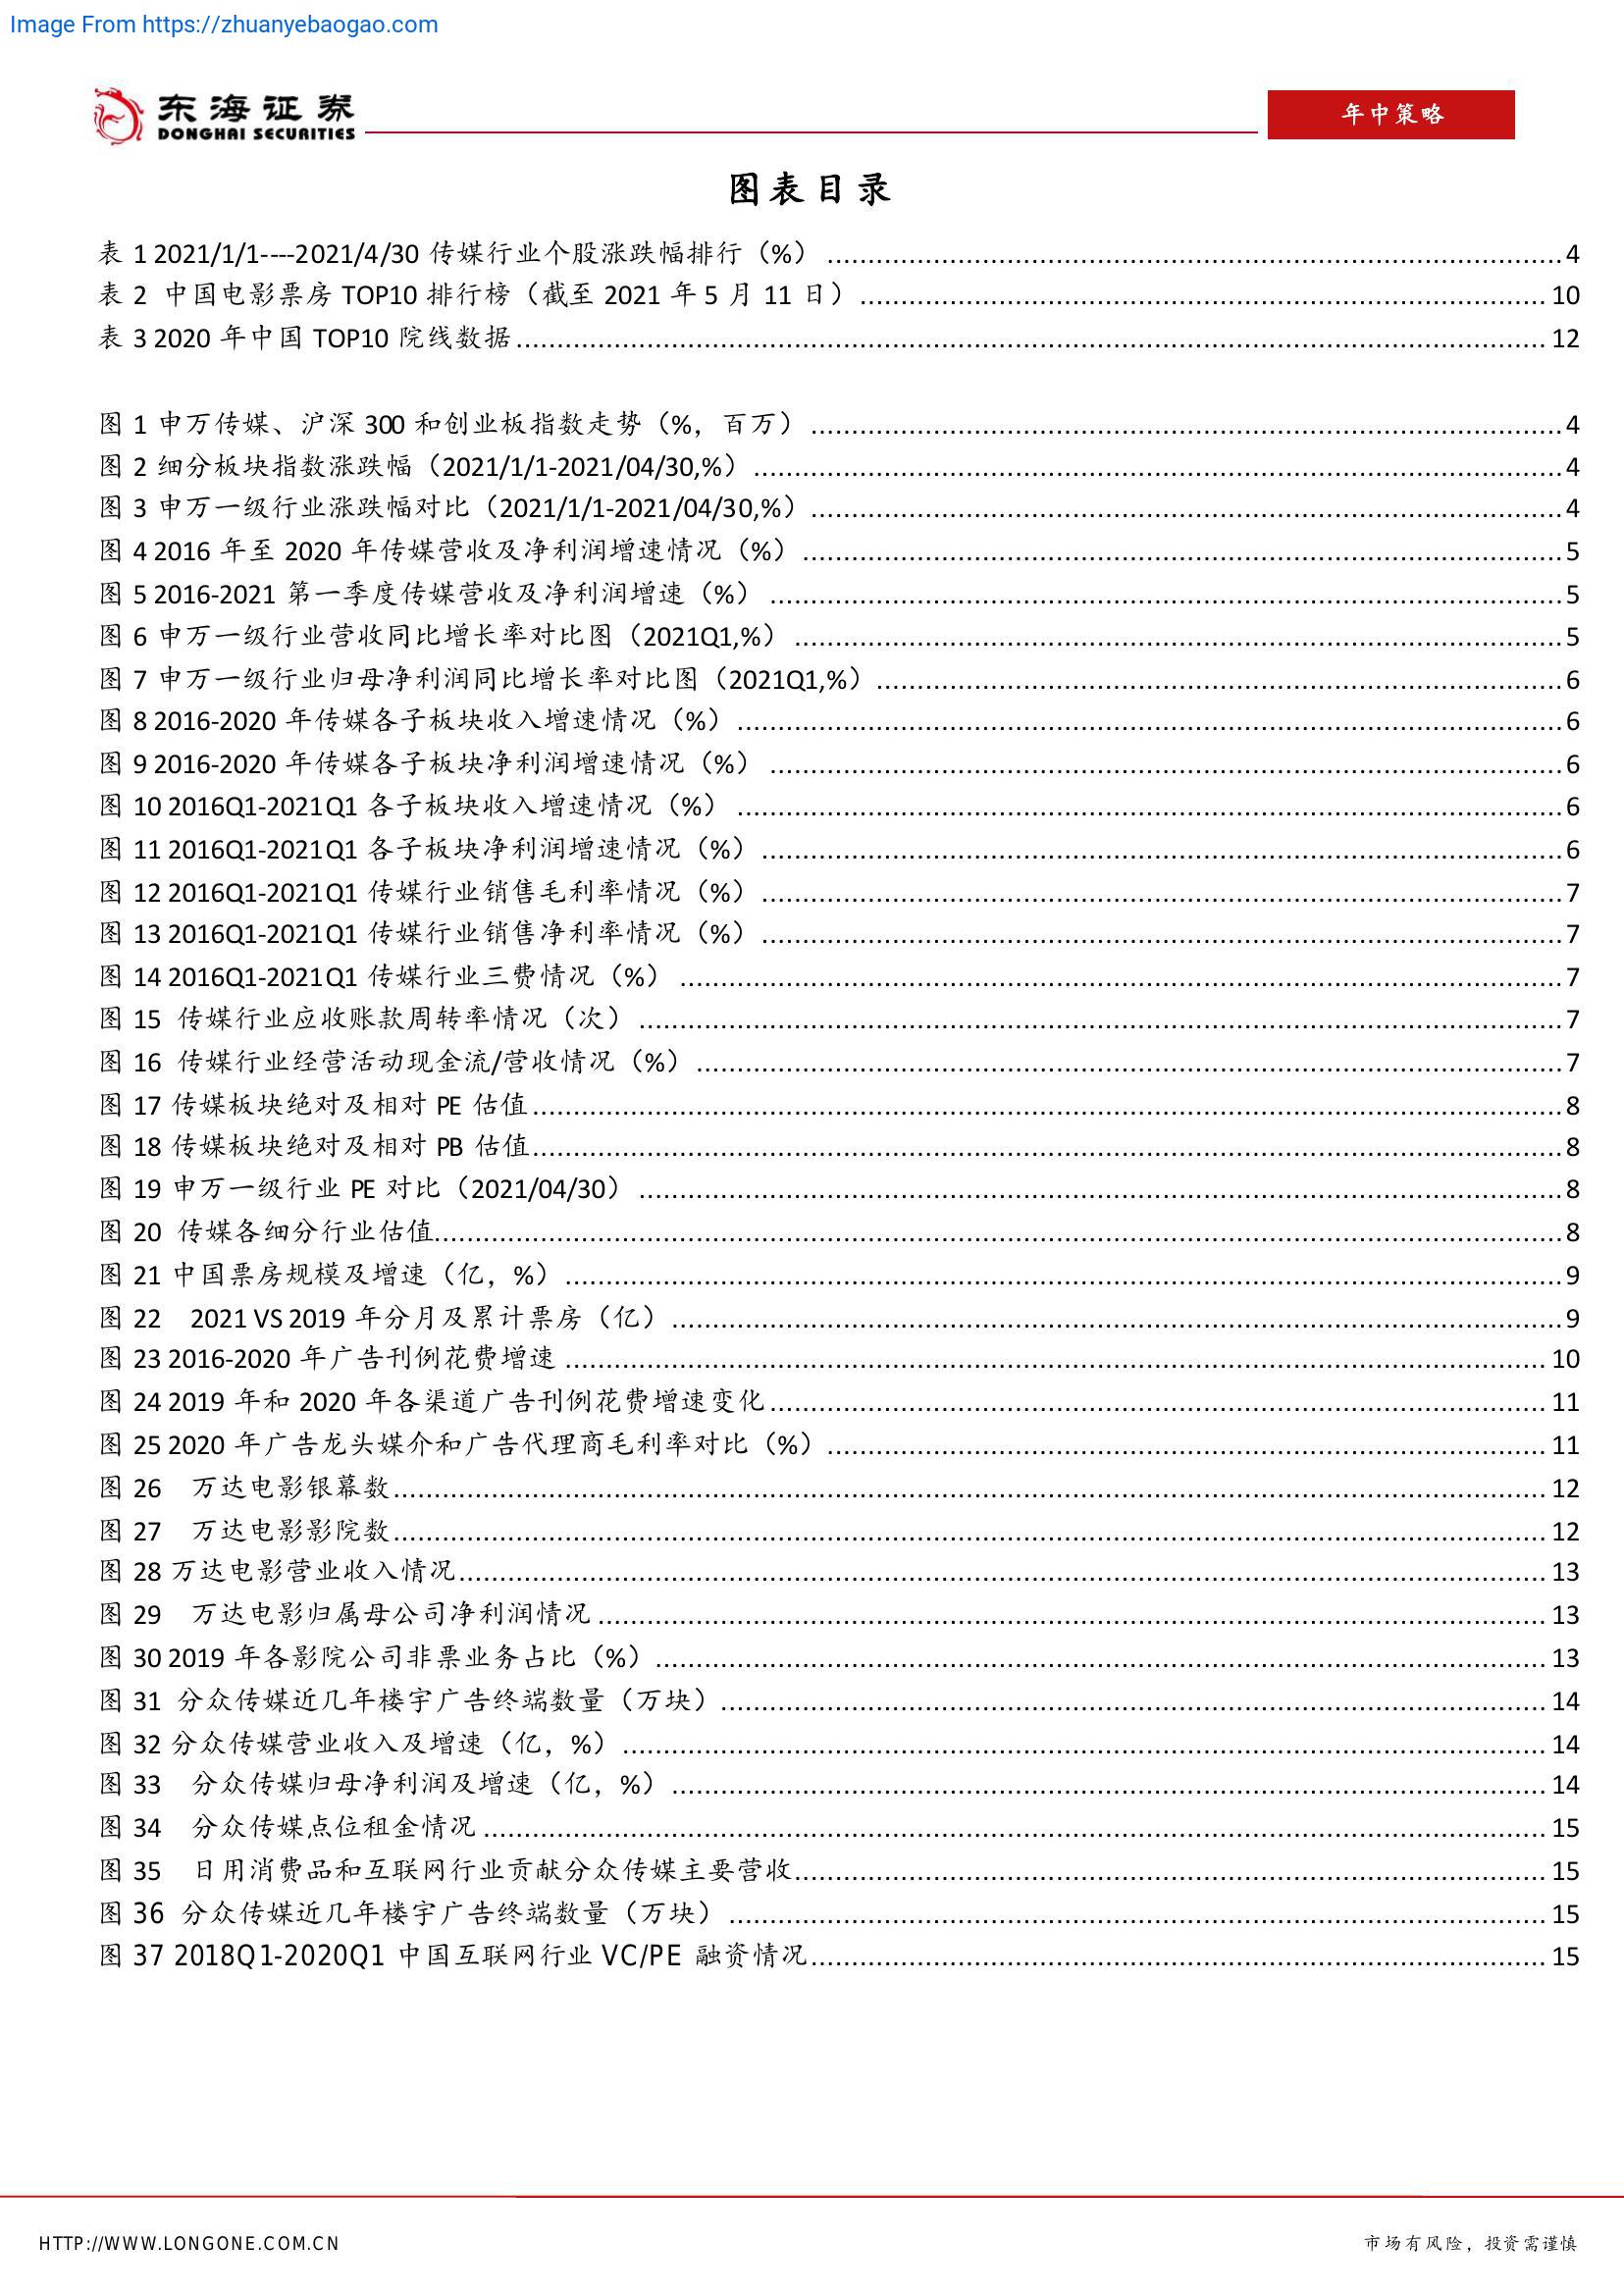 Image From https://zhuanyebaogao.com
东海证券
DONGHAI SECURITIES
年中策略
图表目录
表 1 2021/1/1----2021/4/30 传媒行业个股涨跌幅排行（%） 4
表 2 中国电影票房 TOP10 排行榜（截至 2021 年 5 月 11 日） 10
表 3 2020 年中国 TOP10 院线数据 12
图 1 申万传媒、沪深 300 和创业板指数走势（%，百万） 4
图 2 细分板块指数涨跌幅（2021/1/1-2021/04/30,%） 4
图 3 申万一级行业涨跌幅对比（2021/1/1-2021/04/30,%） 4
图 4 2016 年至 2020 年传媒营收及净利润增速情况（%） 5
图 5 2016-2021 第一季度传媒营收及净利润增速（%） 5
图 6 申万一级行业营收同比增长率对比图（2021Q1,%） 5
图 7 申万一级行业归母净利润同比增长率对比图（2021Q1,%） 6
图 8 2016-2020 年传媒各子板块收入增速情况（%） 6
图 9 2016-2020 年传媒各子板块净利润增速情况（%） 6
图 10 2016Q1-2021Q1 各子板块收入增速情况（%） 6
图 11 2016Q1-2021Q1 各子板块净利润增速情况（%） 6
图 12 2016Q1-2021Q1 传媒行业销售毛利率情况（%） 7
图 13 2016Q1-2021Q1 传媒行业销售净利率情况（%） 7
图 14 2016Q1-2021Q1 传媒行业三费情况（%） 7
图 15 传媒行业应收账款周转率情况（次） 7
图 16 传媒行业经营活动现金流/营收情况（%） 7
图 17 传媒板块绝对及相对 PE 估值 8
图 18 传媒板块绝对及相对 PB 估值 8
图 19 申万一级行业 PE 对比（2021/04/30） 8
图 20 传媒各细分行业估值 8
图 21 中国票房规模及增速（亿，%） 9
图 22 2021 VS 2019 年分月及累计票房（亿） 9
图 23 2016-2020 年广告刊例花费增速 10
图 24 2019 年和 2020 年各渠道广告刊例花费增速变化 11
图 25 2020 年广告龙头媒介和广告代理商毛利率对比（%） 11
图 26 万达电影银幕数 12
图 27 万达电影影院数 12
图 28 万达电影营业收入情况 13
图 29 万达电影归属母公司净利润情况 13
图 30 2019 年各影院公司非票业务占比（%） 13
图 31 分众传媒近几年楼宇广告终端数量（万块） 14
图 32 分众传媒营业收入及增速（亿，%） 14
图 33 分众传媒归母净利润及增速（亿，%） 14
图 34 分众传媒点位租金情况 15
图 35 日用消费品和互联网行业贡献分众传媒主要营收 15
图 36 分众传媒近几年楼宇广告终端数量（万块） 15
图 37 2018Q1-2020Q1 中国互联网行业 VC/PE 融资情况 15
HTTP://WWW.LONGONE.COM.CN
市场有风险，投资需谨慎